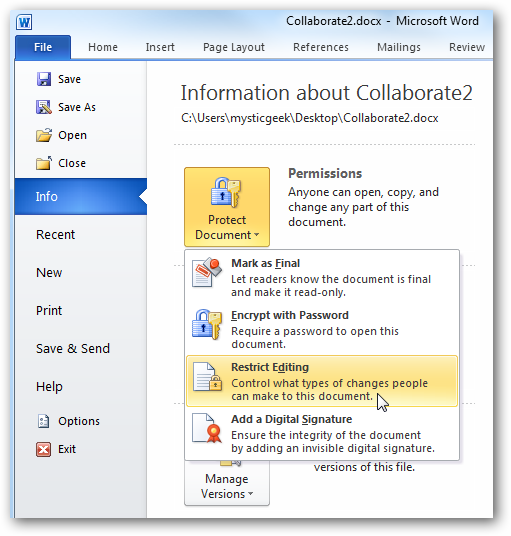 Collaborate2.docx - Microsoft Word
File Home Insert Page Layout References Mailings Review
Save
Save As
Open
Close
Info
Recent
New
Print
Save & Send
Help
Options
Exit
Information about Collaborate2
C:\Users\mysticgeek\Desktop\Collaborate2.docx
Protect
Document
Permissions
Anyone can open, copy, and
change any part of this
document.
Mark as Final
Let readers know the document is final
and make it read-only.
Encrypt with Password
Require a password to open this
document.
Restrict Editing
Control what types of changes people
can make to this document.
Add a Digital Signature
Ensure the integrity of the document
by adding an invisible digital signature.
Manage
Versions
versions of this file.